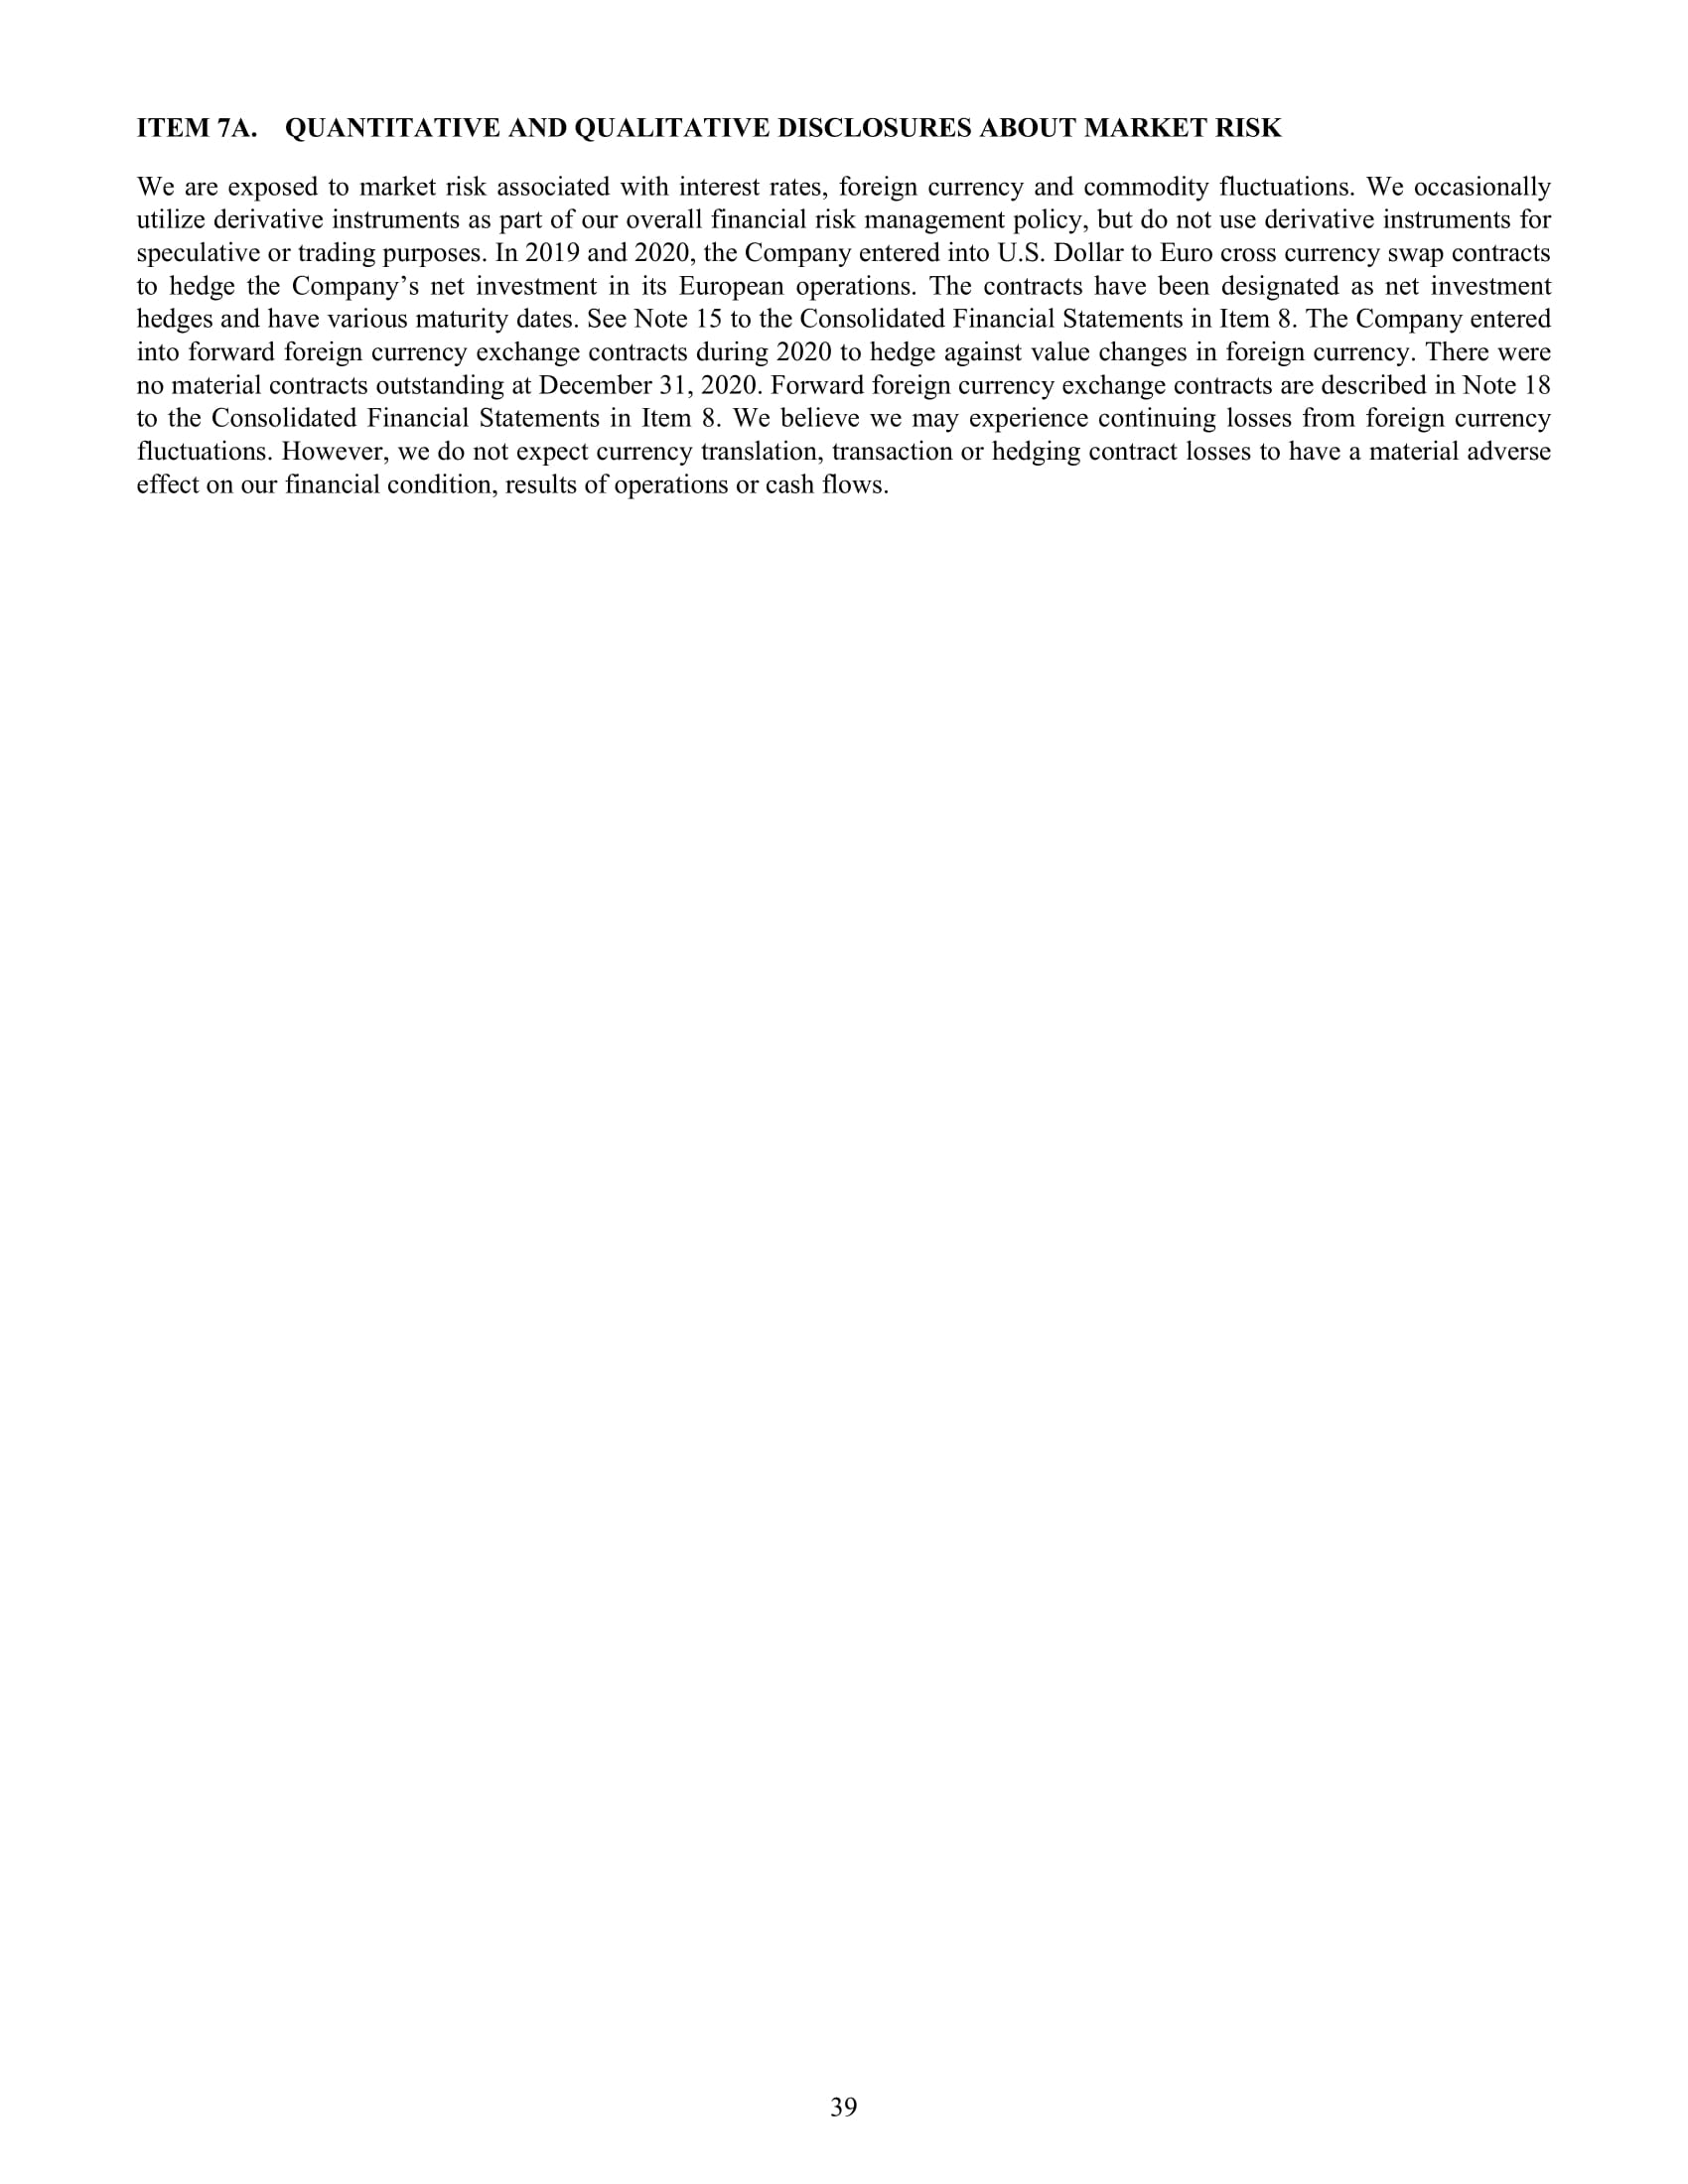 ITEM 7A. QUANTITATIVE AND QUALITATIVE DISCLOSURES ABOUT MARKET RISK
We are exposed to market risk associated with interest rates, foreign currency and commodity fluctuations. We occasionally
utilize derivative instruments as part of our overall financial risk management policy, but do not use derivative instruments for
speculative or trading purposes. In 2019 and 2020, the Company entered into U.S. Dollar to Euro cross currency swap contracts
to hedge the Company’s net investment in its European operations. The contracts have been designated as net investment
hedges and have various maturity dates. See Note 15 to the Consolidated Financial Statements in Item 8. The Company entered
into forward foreign currency exchange contracts during 2020 to hedge against value changes in foreign currency. There were
no material contracts outstanding at December 31, 2020. Forward foreign currency exchange contracts are described in Note 18
to the Consolidated Financial Statements in Item 8. We believe we may experience continuing losses from foreign currency
fluctuations. However, we do not expect currency translation, transaction or hedging contract losses to have a material adverse
effect on our financial condition, results of operations or cash flows.
39